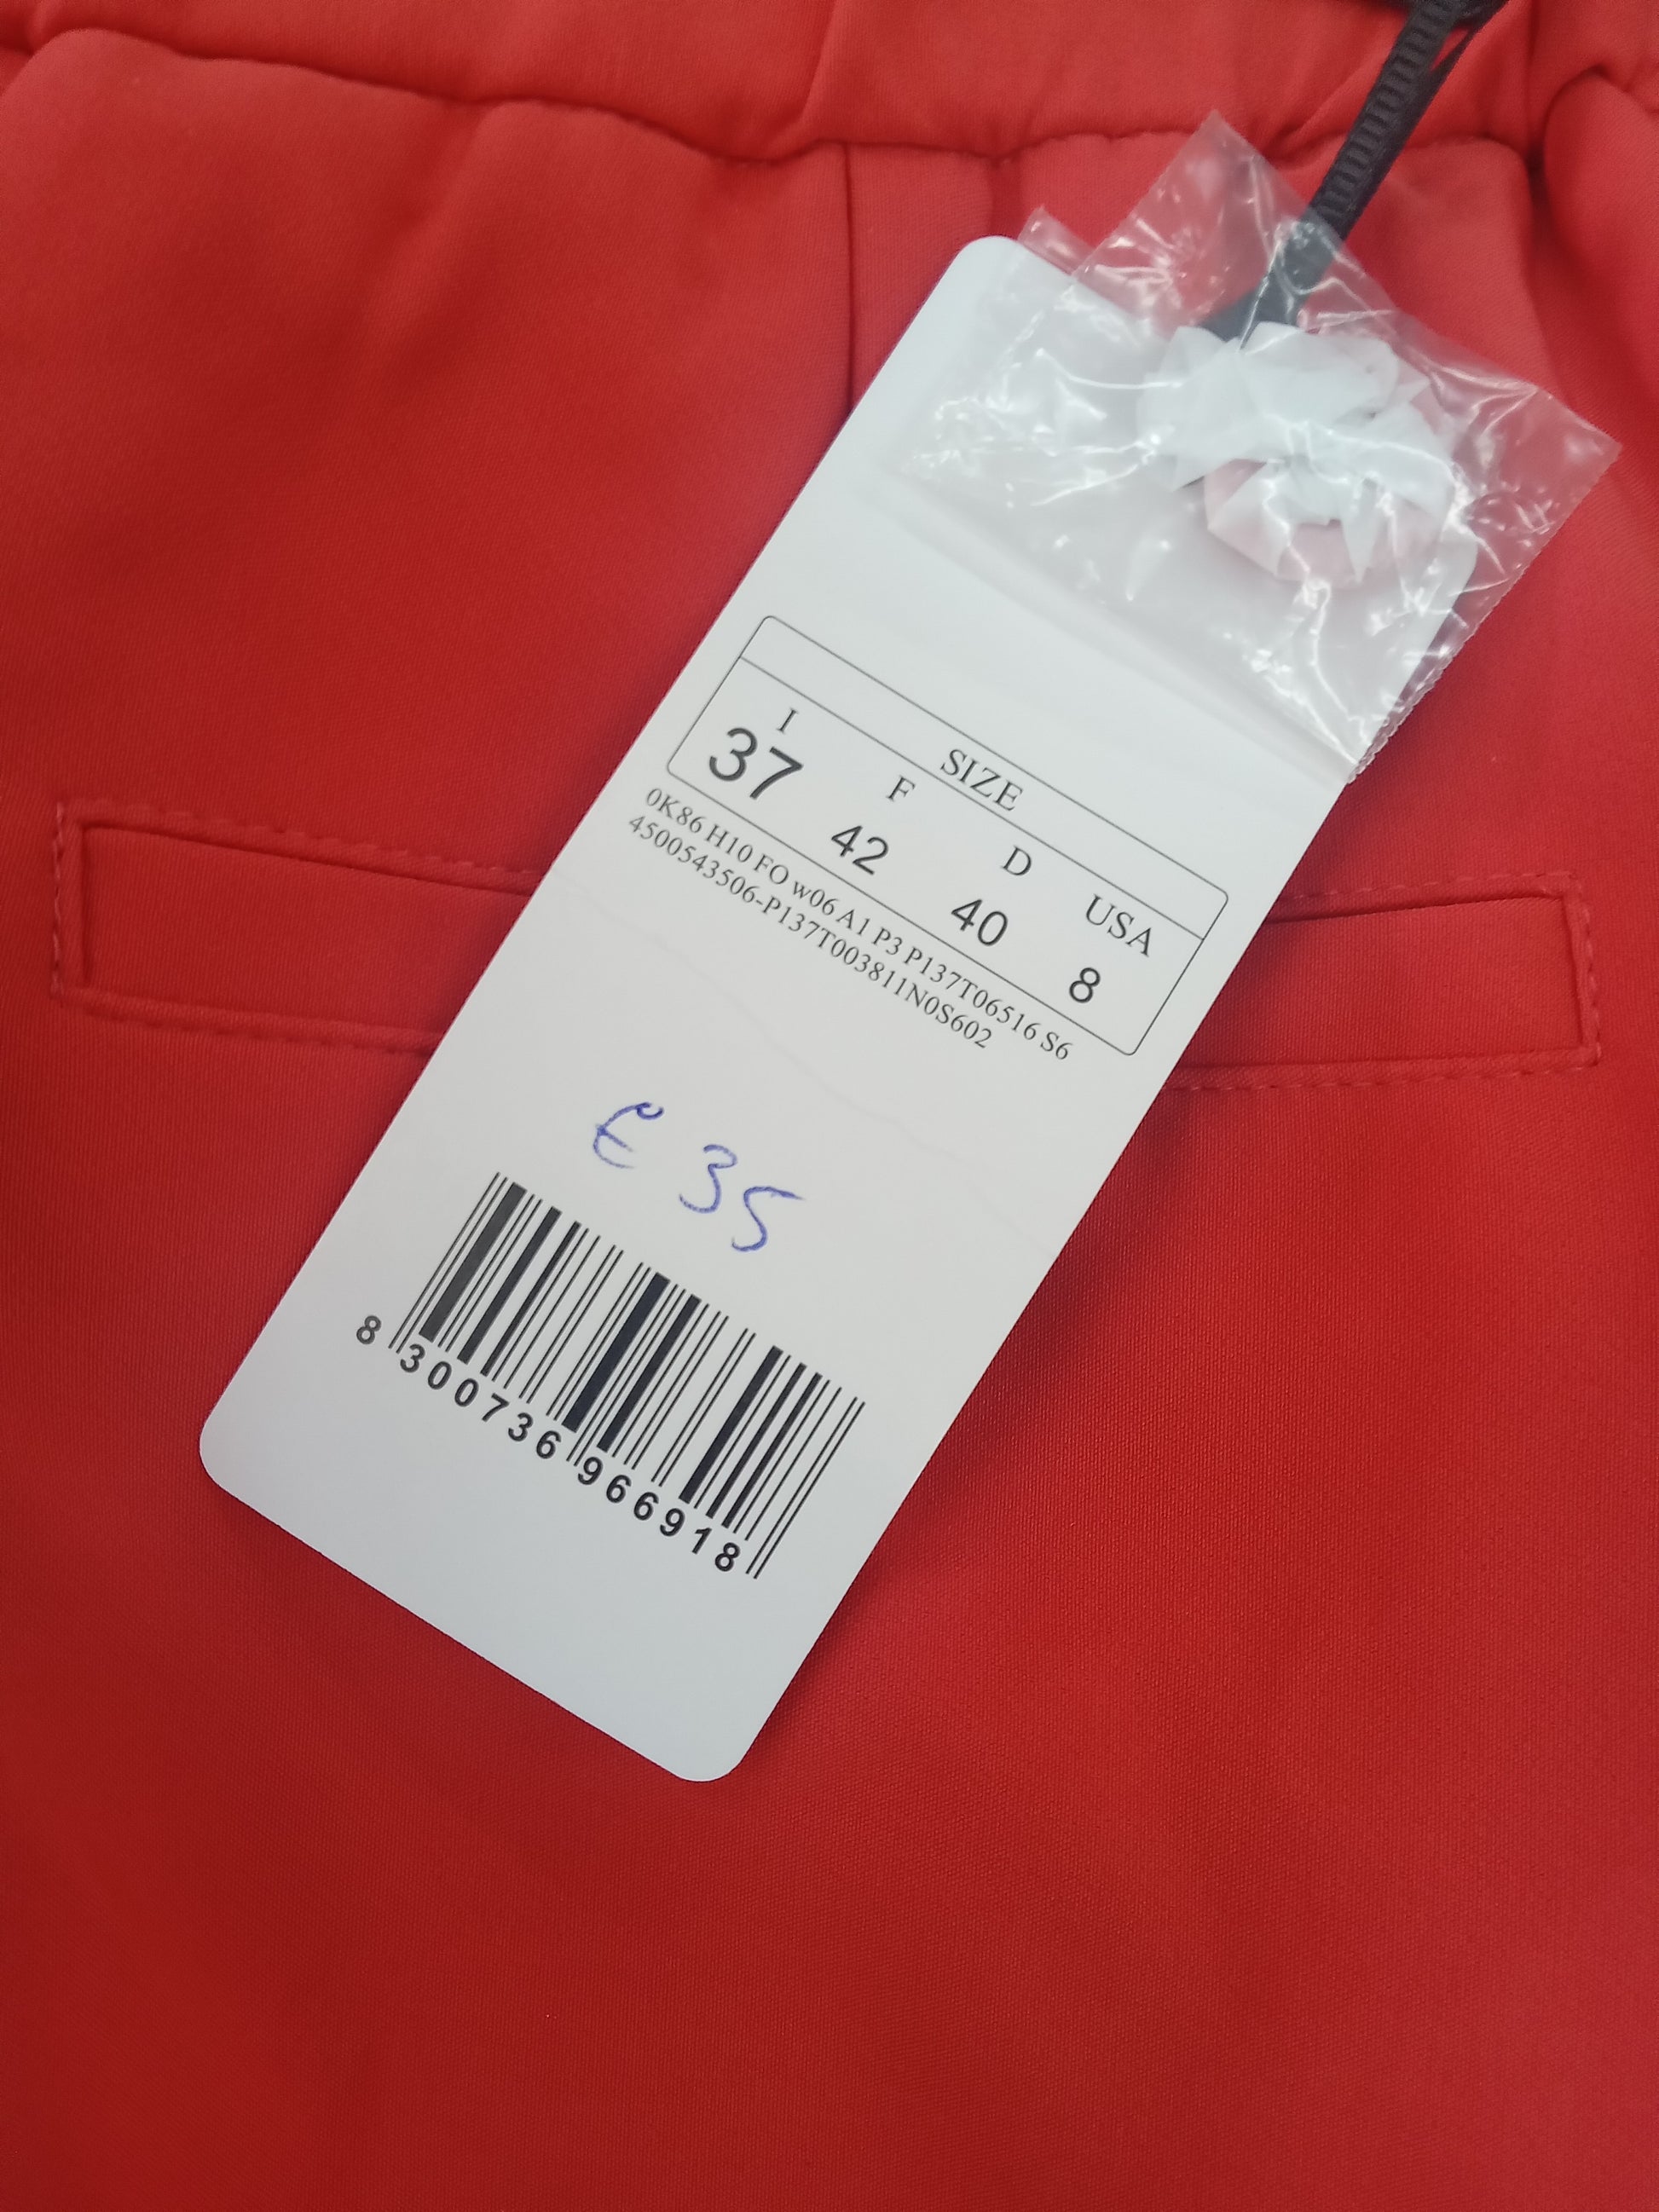 SIZE
I F D USA
37 42 40 8
0K86 H10 FO w06 A1 P3 P137T06516 S6
4500543506-P137T003811N0S602
€ 35
8 300736 966918